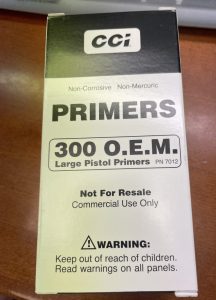 CCI
Non-Corrosive Non-Mercuric
PRIMERS
300 O.E.M.
Large Pistol Primers PN 7012
Not For Resale
Commercial Use Only
⚠WARNING:
Keep out of reach of children.
Read warnings on all panels.